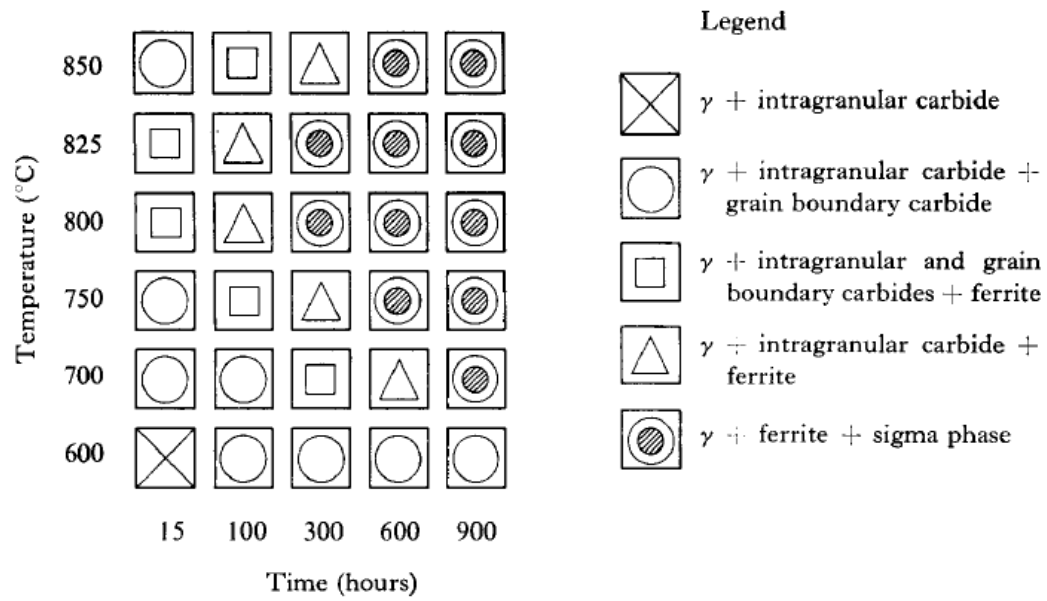 Legend
γ + intragranular carbide
γ + intragranular carbide +
grain boundary carbide
γ + intragranular and grain
boundary carbides + ferrite
γ + intragranular carbide +
ferrite
γ + ferrite + sigma phase
Temperature (°C)
850
825
800
750
700
600
15 100 300 600 900
Time (hours)